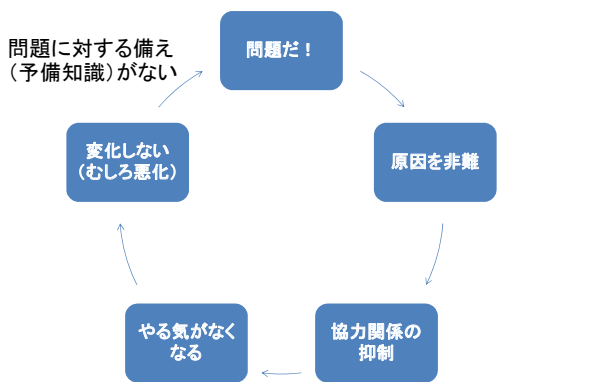 問題に対する備え
（予備知識）がない
問題だ！
原因を非難
協力関係の
抑制
やる気がなく
なる
変化しない
（むしろ悪化）